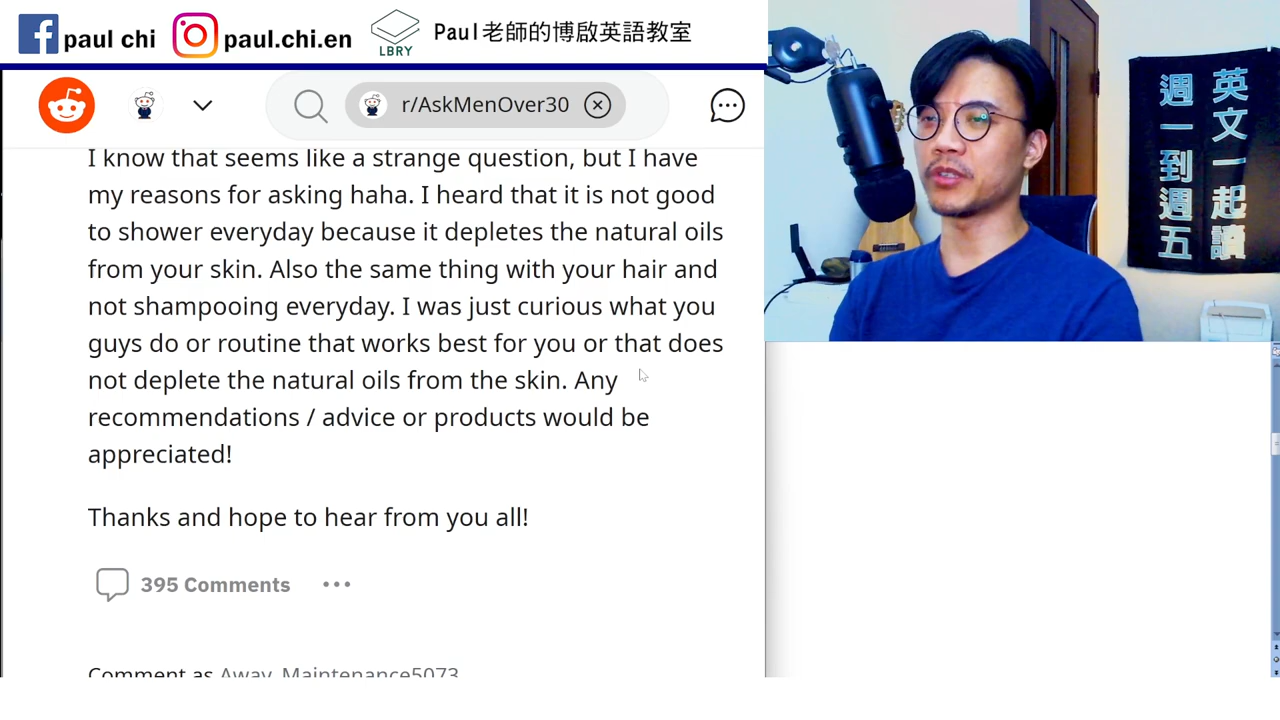 paul chi
paul.chi.en
LBRY
Paul老師的博啟英語教室
r/AskMenOver30
I know that seems like a strange question, but I have
my reasons for asking haha. I heard that it is not good
to shower everyday because it depletes the natural oils
from your skin. Also the same thing with your hair and
not shampooing everyday. I was just curious what you
guys do or routine that works best for you or that does
not deplete the natural oils from the skin. Any
recommendations / advice or products would be
appreciated!
Thanks and hope to hear from you all!
395 Comments
Comment as Away_Maintenance5073
英文一起讀
週一到週五